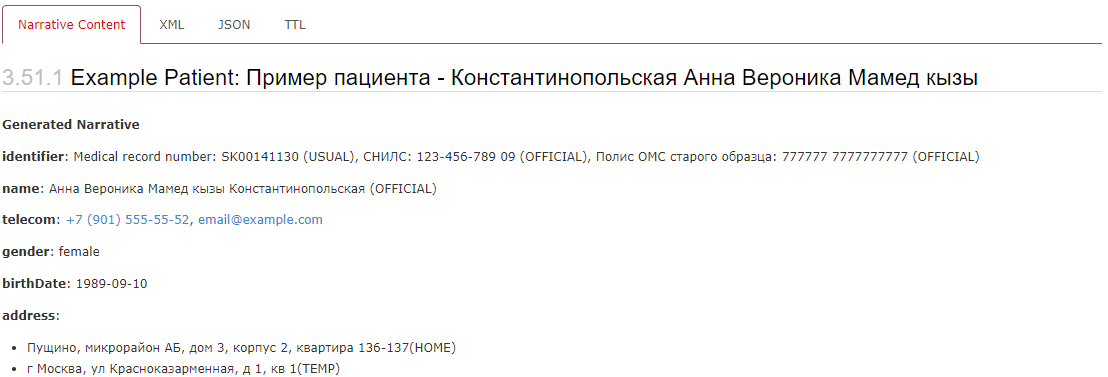 Narrative Content XML JSON TTL
3.51.1 Example Patient: Пример пациента - Константинопольская Анна Вероника Мамед кызы
Generated Narrative
identifier: Medical record number: SK00141130 (USUAL), СНИЛС: 123-456-789 09 (OFFICIAL), Полис ОМС старого образца: 777777 7777777777 (OFFICIAL)
name: Анна Вероника Мамед кызы Константинопольская (OFFICIAL)
telecom: +7 (901) 555-55-52, email@example.com
gender: female
birthDate: 1989-09-10
address:
• Пущино, микрорайон АБ, дом 3, корпус 2, квартира 136-137(HOME)
• г Москва, ул Красноказарменная, д 1, кв 1(TEMP)